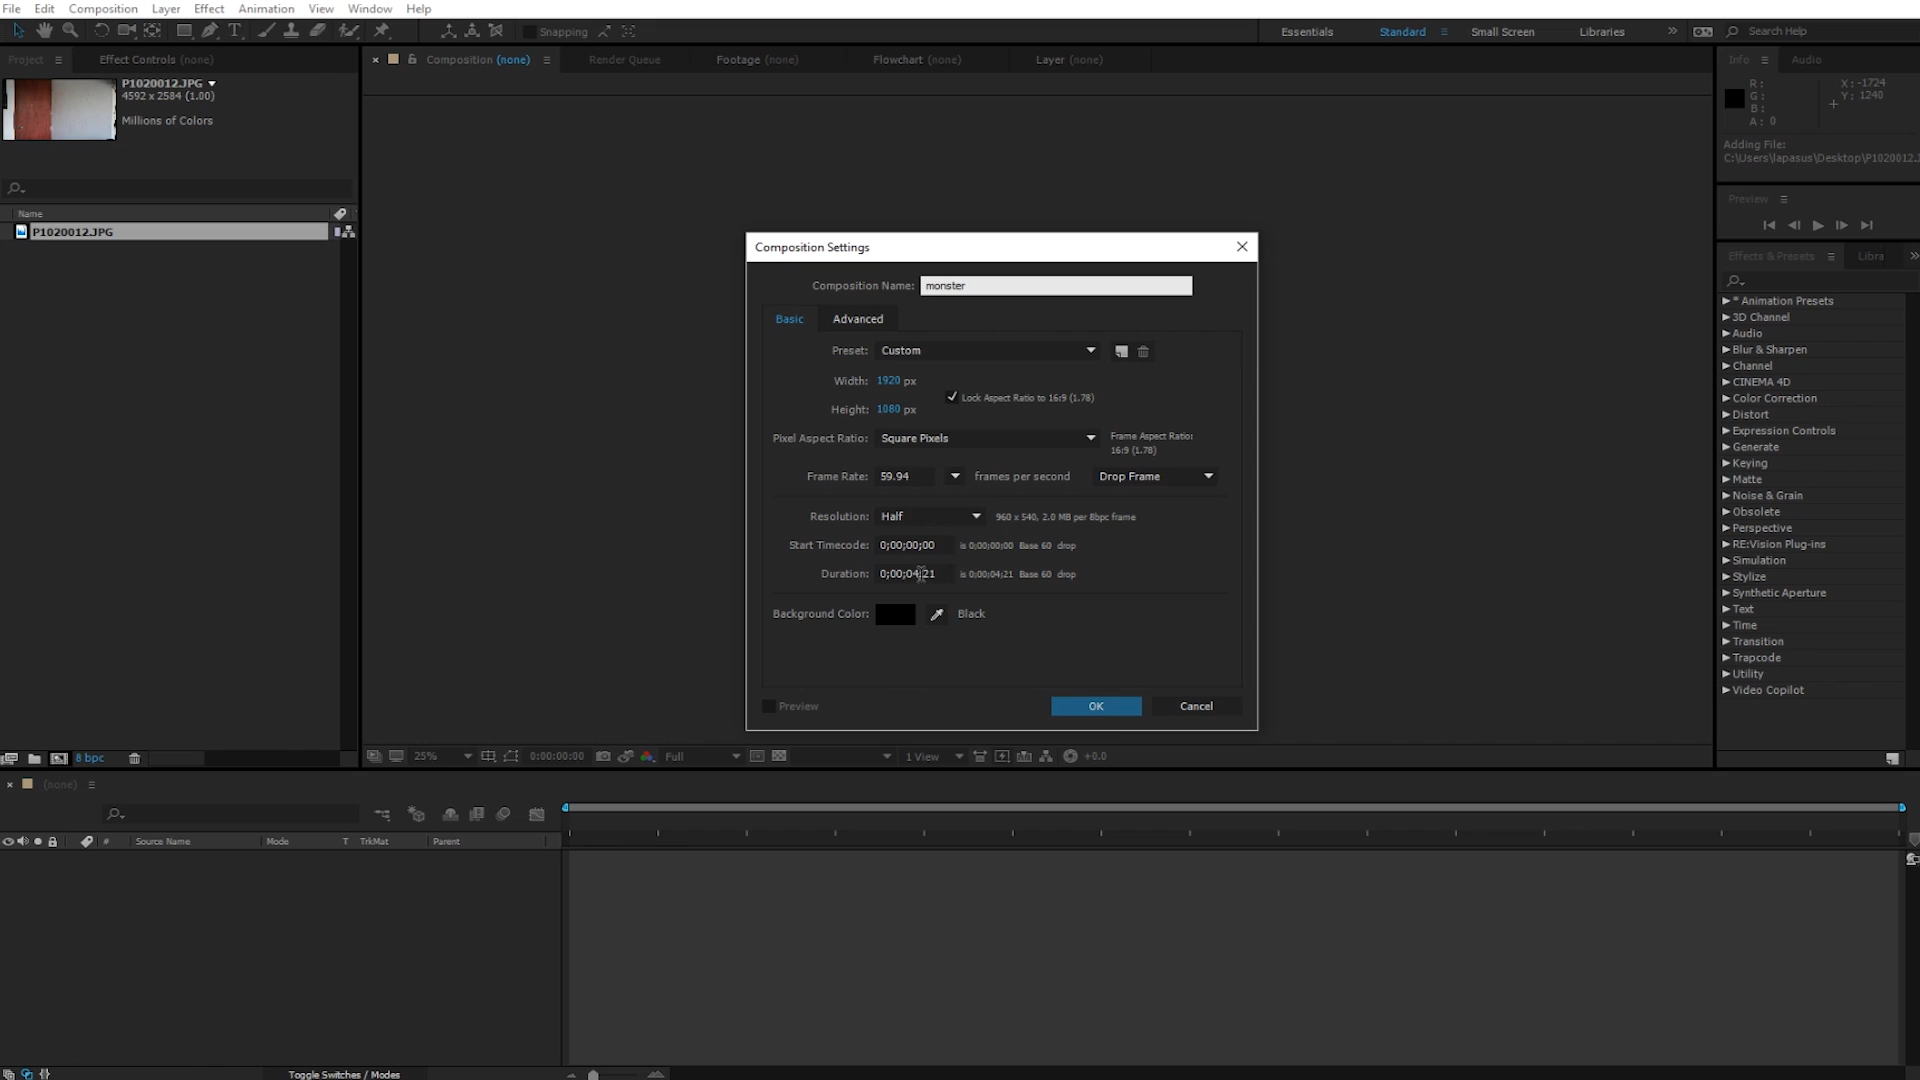 File Edit Composition Layer Effect Animation View Window Help
Snapping
Essentials Standard Small Screen Libraries Search Help
Project Effect Controls (none)
Composition (none) Render Queue Footage (none) Flowchart (none) Layer (none)
Info Audio
P1020012.JPG
4592 x 2584 (1.00)
Millions of Colors
R: X: -1724
G: Y: 1240
B:
A: 0
Adding File:
C:\Users\lapasus\Desktop\P1020012.J
Preview
Name
P1020012.JPG
Effects & Presets Libra
* Animation Presets
3D Channel
Audio
Blur & Sharpen
Channel
CINEMA 4D
Color Correction
Distort
Expression Controls
Generate
Keying
Matte
Noise & Grain
Obsolete
Perspective
RE:Vision Plug-ins
Simulation
Stylize
Synthetic Aperture
Text
Time
Transition
Trapcode
Utility
Video Copilot
Composition Settings
Composition Name: monster
Basic Advanced
Preset: Custom
Width: 1920 px
Lock Aspect Ratio to 16:9 (1.78)
Height: 1080 px
Pixel Aspect Ratio: Square Pixels Frame Aspect Ratio:
16:9 (1.78)
Frame Rate: 59.94 frames per second Drop Frame
Resolution: Half 960 x 540, 2.0 MB per 8bpc frame
Start Timecode: 0;00;00;00 is 0;00;00;00 Base 60 drop
Duration: 0;00;04;21 is 0;00;04;21 Base 60 drop
Background Color: Black
Preview OK Cancel
8 bpc
25% 0:00:00:00 Full 1 View +0.0
(none)
# Source Name Mode T TrkMat Parent
Toggle Switches / Modes